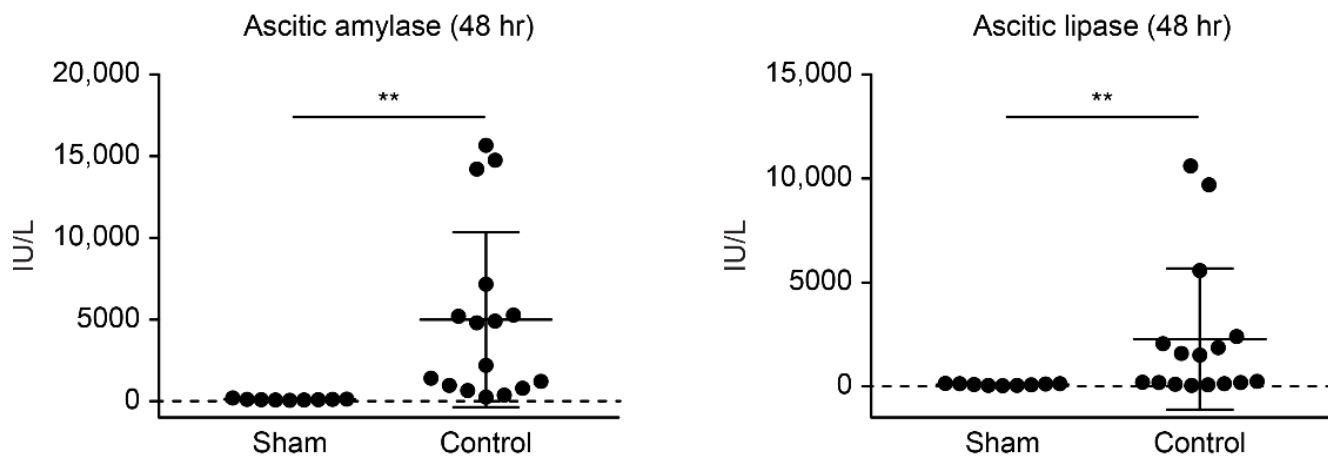 Ascitic amylase (48 hr)
20,000
15,000
10,000
5000
0
IU/L
**
Sham
Control
Ascitic lipase (48 hr)
15,000
10,000
5000
0
IU/L
**
Sham
Control